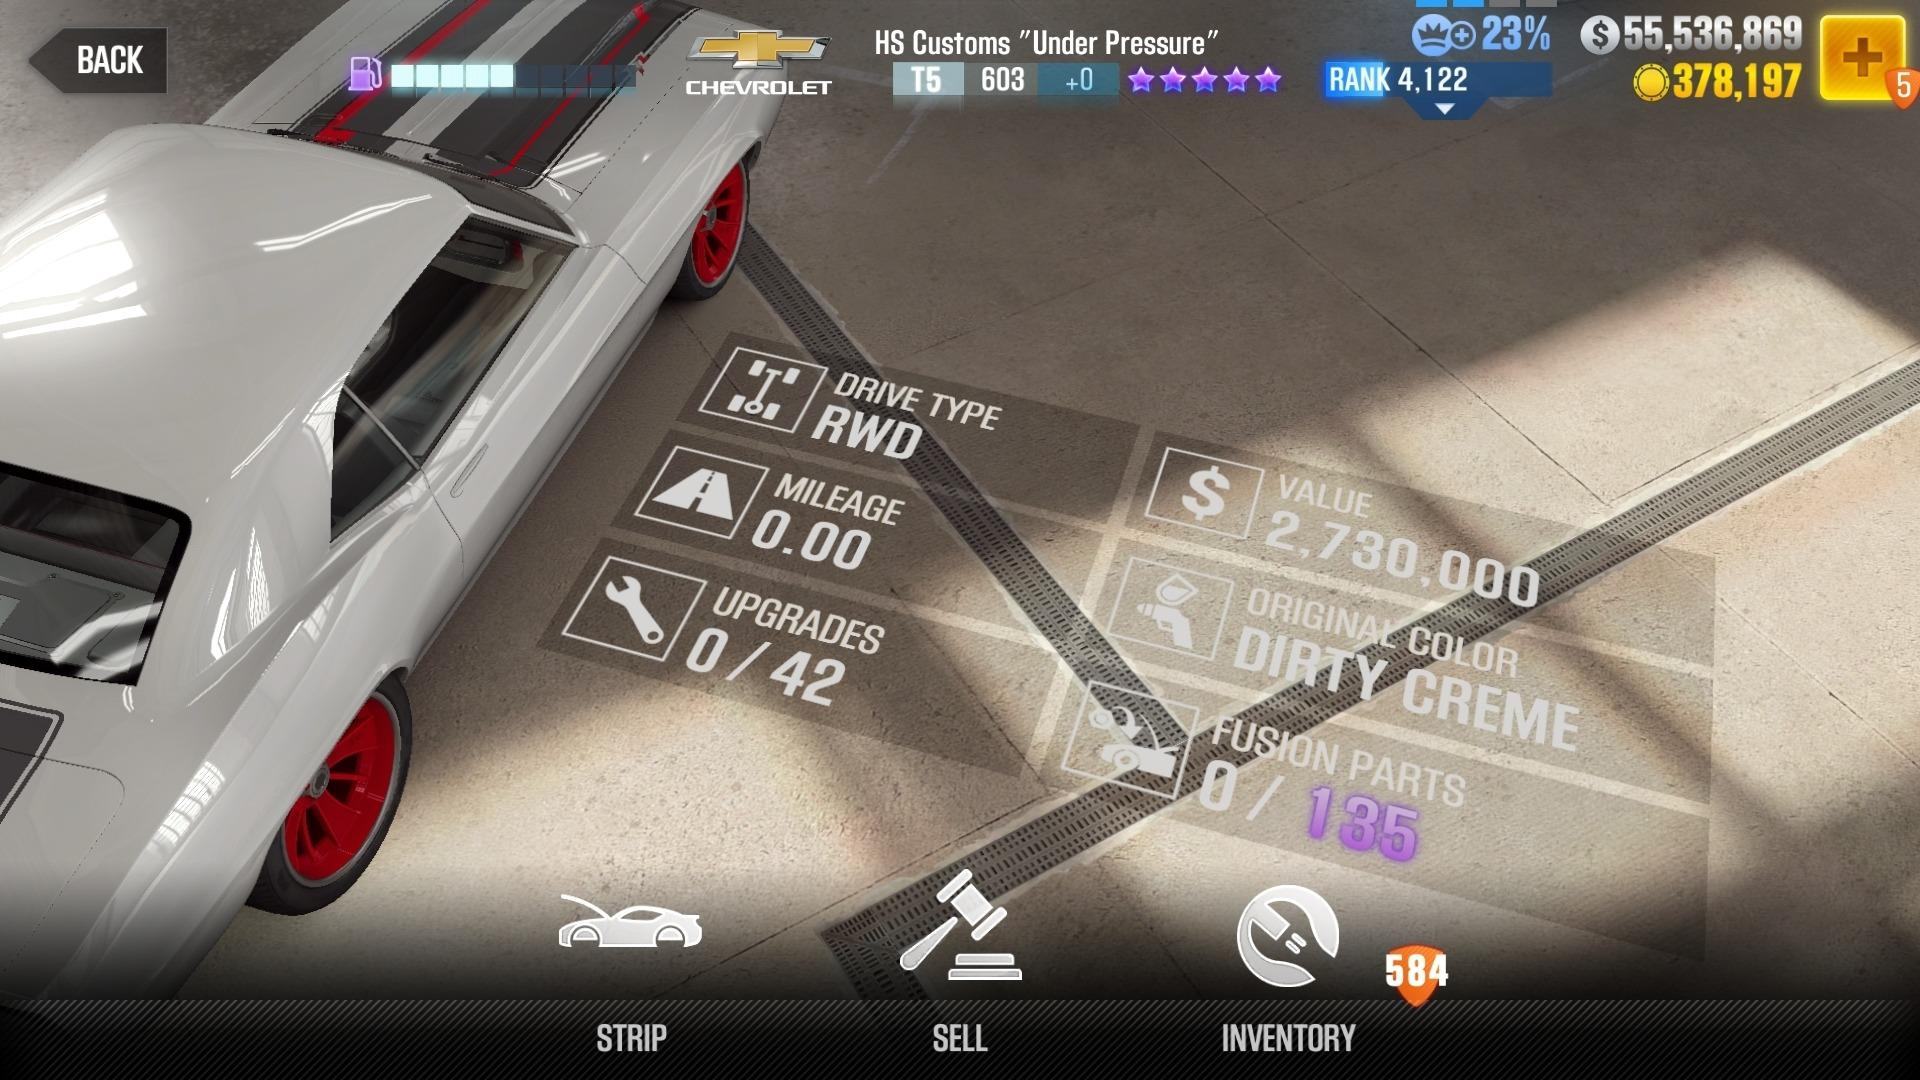 BACK
CHEVROLET
HS Customs "Under Pressure"
T5 603 +0
RANK 4,122
23%
$ 55,536,869
378,197
5
DRIVE TYPE
RWD
MILEAGE
0.00
UPGRADES
0 / 42
$ VALUE
2,730,000
ORIGINAL COLOR
DIRTY CREME
FUSION PARTS
0 / 135
STRIP
SELL
INVENTORY
584